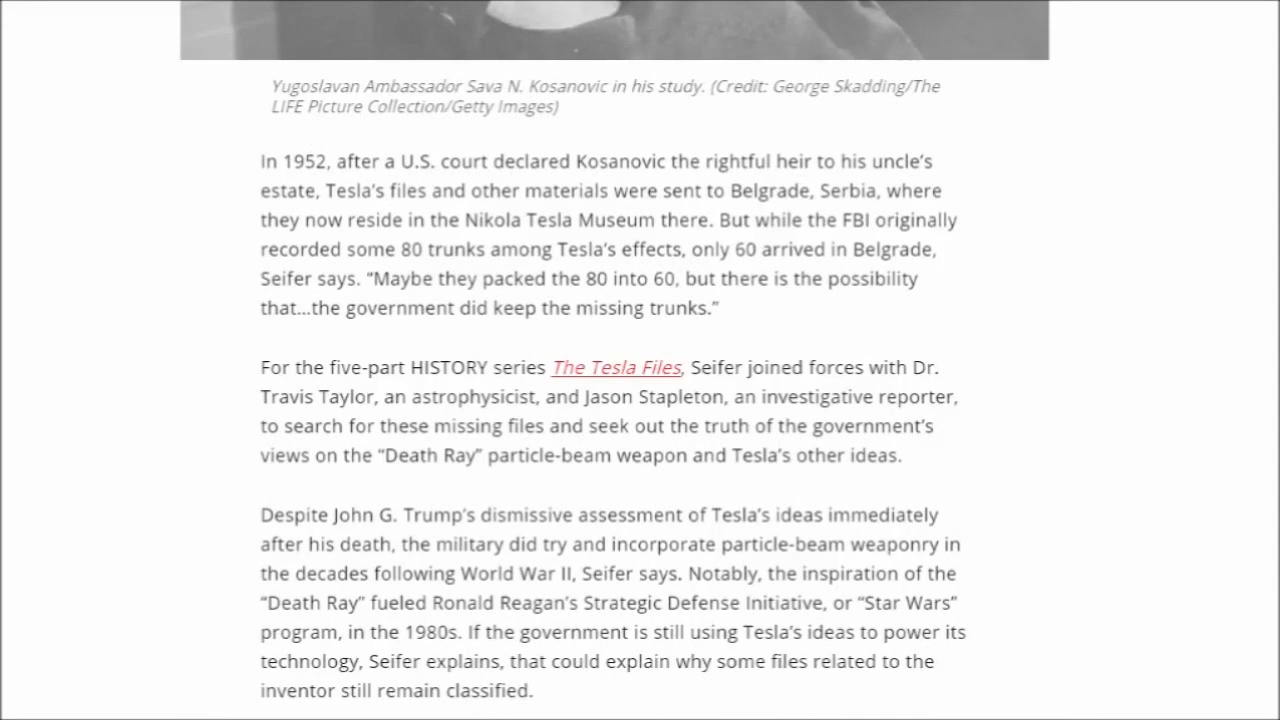 Yugoslavan Ambassador Sava N. Kosanovic in his study. (Credit: George Skadding/The
LIFE Picture Collection/Getty Images)
In 1952, after a U.S. court declared Kosanovic the rightful heir to his uncle’s
estate, Tesla’s files and other materials were sent to Belgrade, Serbia, where
they now reside in the Nikola Tesla Museum there. But while the FBI originally
recorded some 80 trunks among Tesla’s effects, only 60 arrived in Belgrade,
Seifer says. “Maybe they packed the 80 into 60, but there is the possibility
that…the government did keep the missing trunks.”
For the five-part HISTORY series The Tesla Files, Seifer joined forces with Dr.
Travis Taylor, an astrophysicist, and Jason Stapleton, an investigative reporter,
to search for these missing files and seek out the truth of the government’s
views on the “Death Ray” particle-beam weapon and Tesla’s other ideas.
Despite John G. Trump’s dismissive assessment of Tesla’s ideas immediately
after his death, the military did try and incorporate particle-beam weaponry in
the decades following World War II, Seifer says. Notably, the inspiration of the
“Death Ray” fueled Ronald Reagan’s Strategic Defense Initiative, or “Star Wars”
program, in the 1980s. If the government is still using Tesla’s ideas to power its
technology, Seifer explains, that could explain why some files related to the
inventor still remain classified.